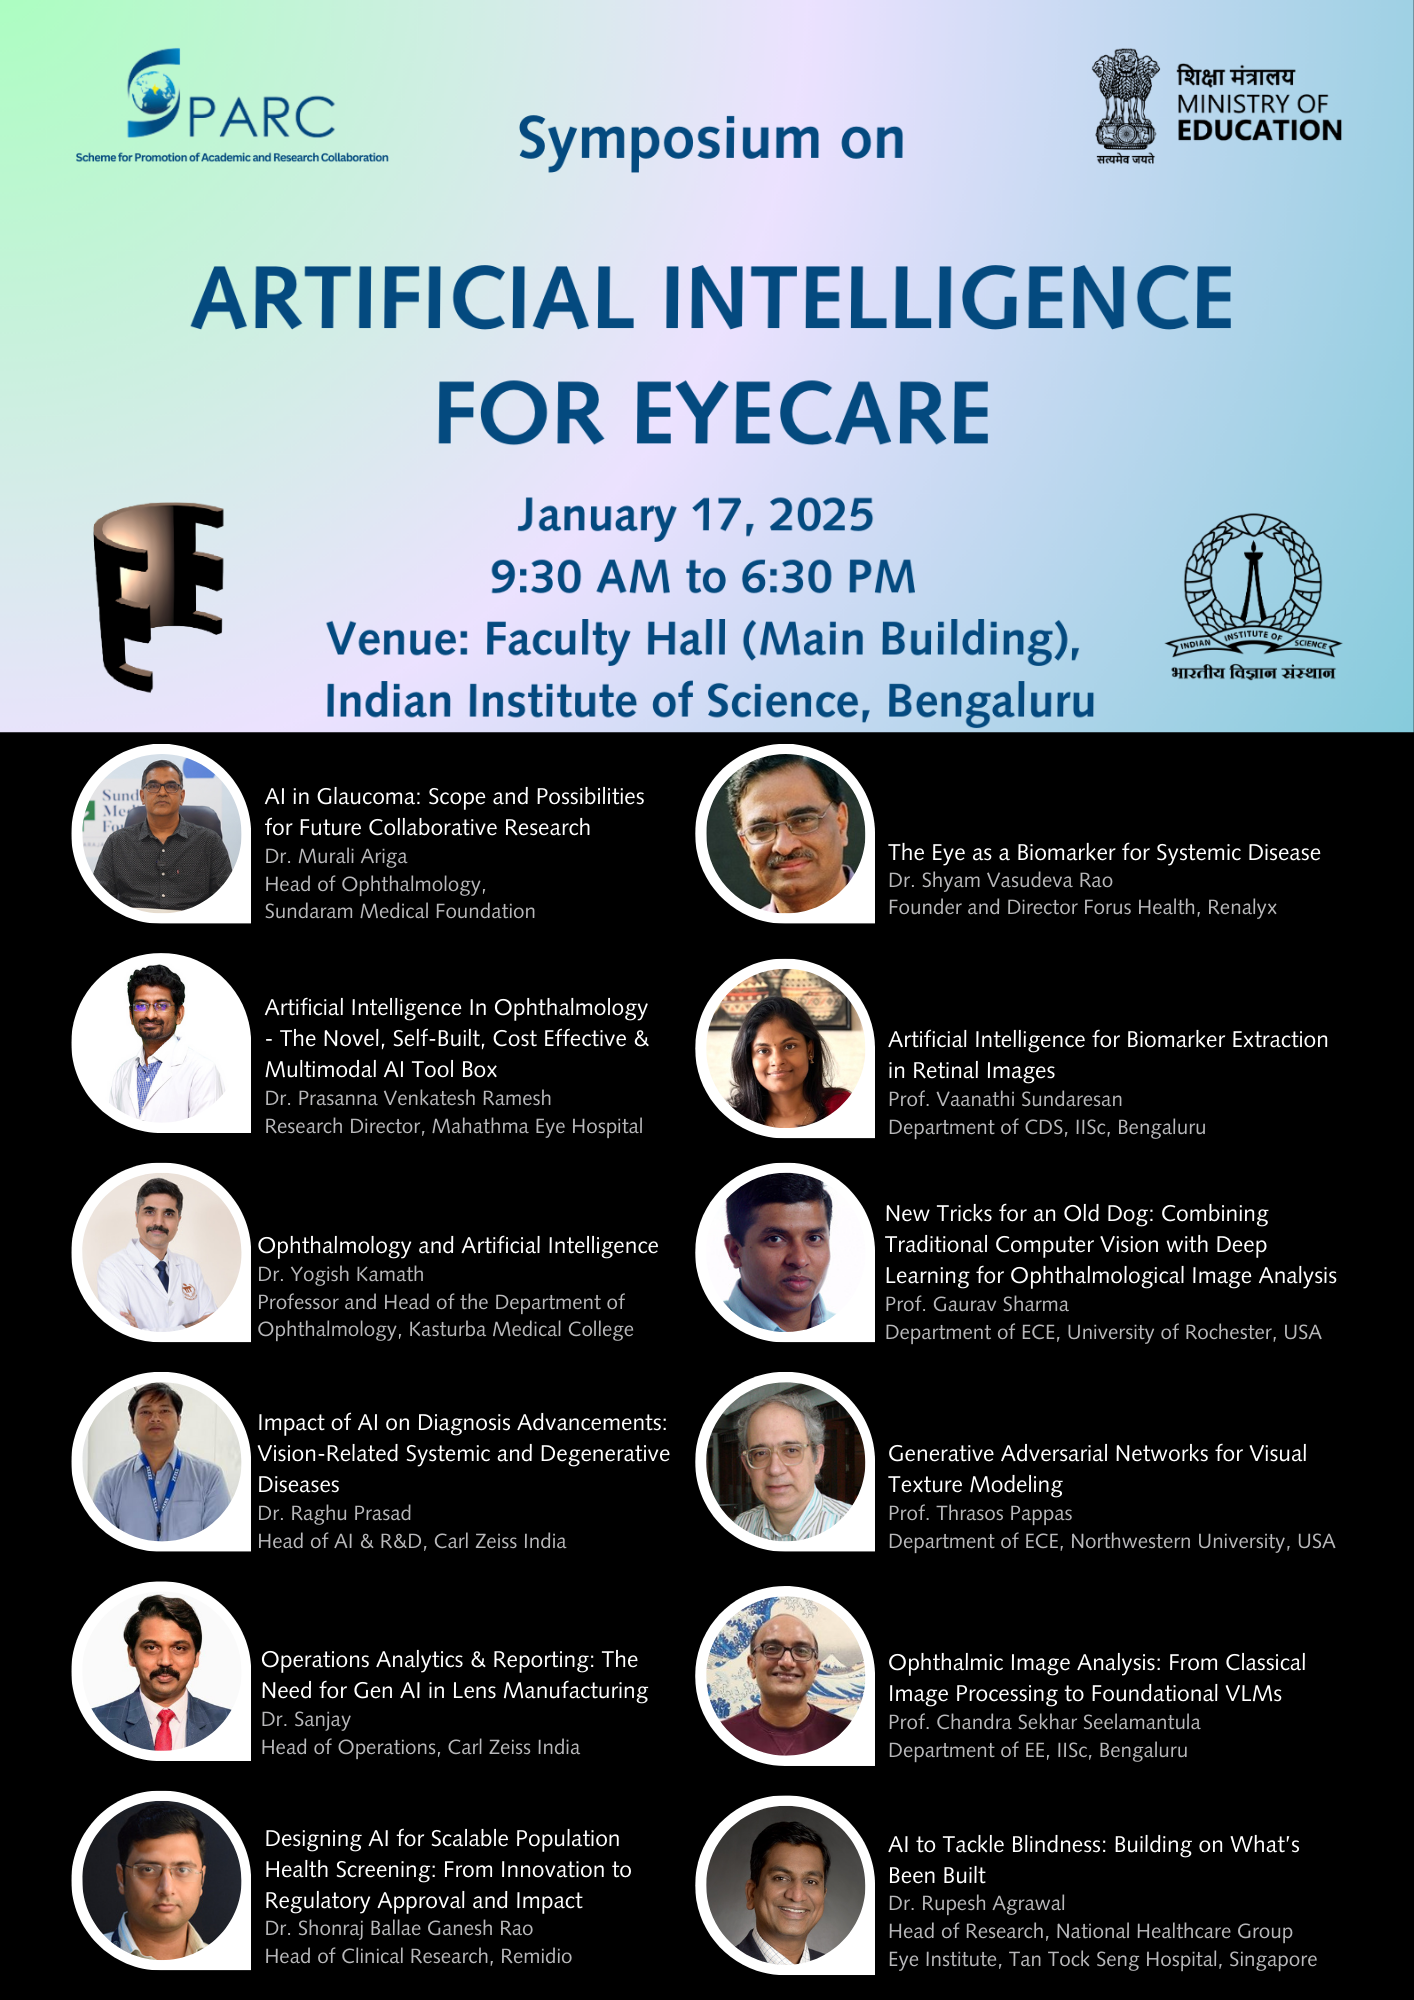 SPARC
Scheme for Promotion of Academic and Research Collaboration
Symposium on
शिक्षा मंत्रालय
MINISTRY OF
EDUCATION
सत्यमेव जयते
ARTIFICIAL INTELLIGENCE
FOR EYECARE
January 17, 2025
9:30 AM to 6:30 PM
Venue: Faculty Hall (Main Building),
Indian Institute of Science, Bengaluru
INDIAN INSTITUTE OF SCIENCE
भारतीय विज्ञान संस्थान
AI in Glaucoma: Scope and Possibilities
for Future Collaborative Research
Dr. Murali Ariga
Head of Ophthalmology,
Sundaram Medical Foundation
The Eye as a Biomarker for Systemic Disease
Dr. Shyam Vasudeva Rao
Founder and Director Forus Health, Renalyx
Artificial Intelligence In Ophthalmology
- The Novel, Self-Built, Cost Effective &
Multimodal AI Tool Box
Dr. Prasanna Venkatesh Ramesh
Research Director, Mahathma Eye Hospital
Artificial Intelligence for Biomarker Extraction
in Retinal Images
Prof. Vaanathi Sundaresan
Department of CDS, IISc, Bengaluru
Ophthalmology and Artificial Intelligence
Dr. Yogish Kamath
Professor and Head of the Department of
Ophthalmology, Kasturba Medical College
New Tricks for an Old Dog: Combining
Traditional Computer Vision with Deep
Learning for Ophthalmological Image Analysis
Prof. Gaurav Sharma
Department of ECE, University of Rochester, USA
Impact of AI on Diagnosis Advancements:
Vision-Related Systemic and Degenerative
Diseases
Dr. Raghu Prasad
Head of AI & R&D, Carl Zeiss India
Generative Adversarial Networks for Visual
Texture Modeling
Prof. Thrasos Pappas
Department of ECE, Northwestern University, USA
Operations Analytics & Reporting: The
Need for Gen AI in Lens Manufacturing
Dr. Sanjay
Head of Operations, Carl Zeiss India
Ophthalmic Image Analysis: From Classical
Image Processing to Foundational VLMs
Prof. Chandra Sekhar Seelamantula
Department of EE, IISc, Bengaluru
Designing AI for Scalable Population
Health Screening: From Innovation to
Regulatory Approval and Impact
Dr. Shonraj Ballae Ganesh Rao
Head of Clinical Research, Remidio
AI to Tackle Blindness: Building on What's
Been Built
Dr. Rupesh Agrawal
Head of Research, National Healthcare Group
Eye Institute, Tan Tock Seng Hospital, Singapore